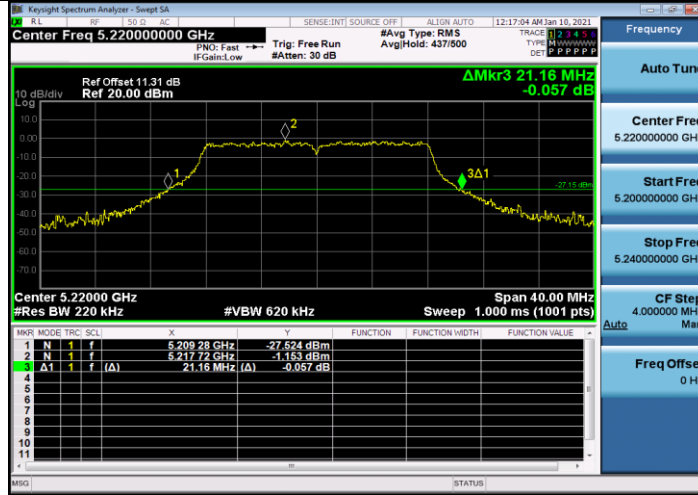 Keysight Spectrum Analyzer - Swept SA
RL RF 50 Ω AC SENSE:INT SOURCE OFF ALIGN AUTO 12:17:04 AM Jan 10, 2021
Center Freq 5.220000000 GHz
PNO: Fast
IFGain:Low
Trig: Free Run
#Atten: 30 dB
#Avg Type: RMS
Avg|Hold: 437/500
TRACE 1 2 3 4 5 6
TYPE M WWWWW
DET P P P P P P
Ref Offset 11.31 dB
10 dB/div Ref 20.00 dBm
Log
ΔMkr3 21.16 MHz
-0.057 dB
10.0
0.00
-10.0
-20.0
-30.0
-40.0
-50.0
-60.0
-70.0
1
2
3Δ1
-27.15 dBm
Center 5.22000 GHz Span 40.00 MHz
#Res BW 220 kHz #VBW 620 kHz Sweep 1.000 ms (1001 pts)
MKR MODE TRC SCL X Y FUNCTION FUNCTION WIDTH FUNCTION VALUE
1 N 1 f 5.209 28 GHz -27.524 dBm
2 N 1 f 5.217 72 GHz -1.153 dBm
3 Δ1 1 f (Δ) 21.16 MHz (Δ) -0.057 dB
4
5
6
7
8
9
10
11
MSG STATUS
Frequency
Auto Tun
Center Fre
5.220000000 GH
Start Fre
5.200000000 GH
Stop Fre
5.240000000 GH
CF Ste
4.000000 MH
Auto Ma
Freq Offse
0 H